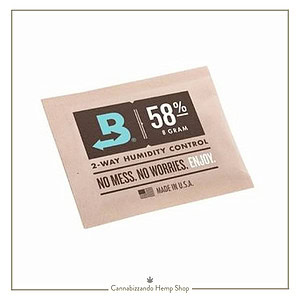 B
58%
8 GRAM
2-WAY HUMIDITY CONTROL
NO MESS. NO WORRIES. ENJOY.
MADE IN U.S.A.
Cannabizzando Hemp Shop